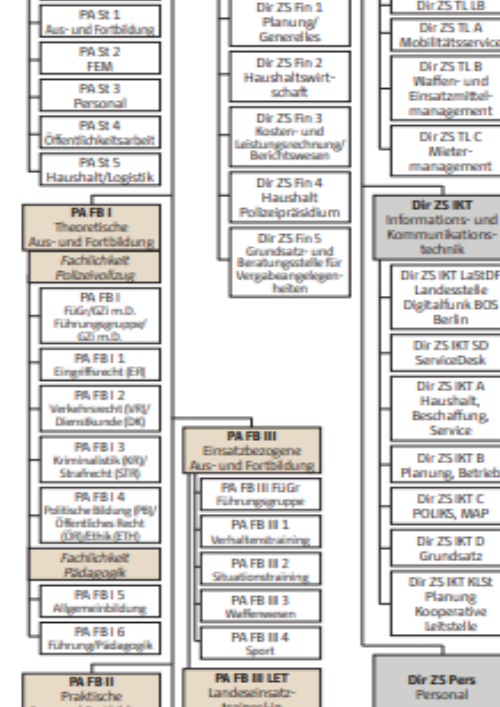 PA St 1
Aus- und Fortbildung
PA St 2
FEM
PA St 3
Personal
PA St 4
Öffentlichkeitsarbeit
PA St 5
Haushalt/Logistik
PA FB I
Theoretische
Aus- und Fortbildung
Fachlichkeit
Polizeivollzug
PA FB I
FüGr/GZi m.D.
Führungsgruppe/
GZi m.D.
PA FB I 1
Eingriffsrecht (ER)
PA FB I 2
Verkehrsrecht (VR)/
Dienstkunde (DK)
PA FB I 3
Kriminalistik (KR)/
Strafrecht (STR)
PA FB I 4
Politische Bildung (PB)/
Öffentliches Recht
(ÖR)/Ethik (ETH)
Fachlichkeit
Pädagogik
PA FB I 5
Allgemeinbildung
PA FB I 6
Führung/Pädagogik
PA FB II
Praktische
Dir ZS Fin 1
Planung/
Generelles
Dir ZS Fin 2
Haushaltswirt-
schaft
Dir ZS Fin 3
Kosten- und
Leistungsrechnung/
Berichtswesen
Dir ZS Fin 4
Haushalt
Polizeipräsidium
Dir ZS Fin 5
Grundsatz- und
Beratungsstelle für
Vergabeangelegen-
heiten
PA FB III
Einsatzbezogene
Aus- und Fortbildung
PA FB III FüGr
Führungsgruppe
PA FB III 1
Verhaltenstraining
PA FB III 2
Situationstraining
PA FB III 3
Waffenwesen
PA FB III 4
Sport
PA FB III LET
Landeseinsatz-
Dir ZS TL LB
Dir ZS TL A
Mobilitätsservice
Dir ZS TL B
Waffen- und
Einsatzmittel-
management
Dir ZS TL C
Mieter-
management
Dir ZS IKT
Informations- und
Kommunikations-
technik
Dir ZS IKT LaStDF
Landesstelle
Digitalfunk BOS
Berlin
Dir ZS IKT SD
ServiceDesk
Dir ZS IKT A
Haushalt,
Beschaffung,
Service
Dir ZS IKT B
Planung, Betrieb
Dir ZS IKT C
POLIKS, MAP
Dir ZS IKT D
Grundsatz
Dir ZS IKT KLSt
Planung
Kooperative
Leitstelle
Dir ZS Pers
Personal